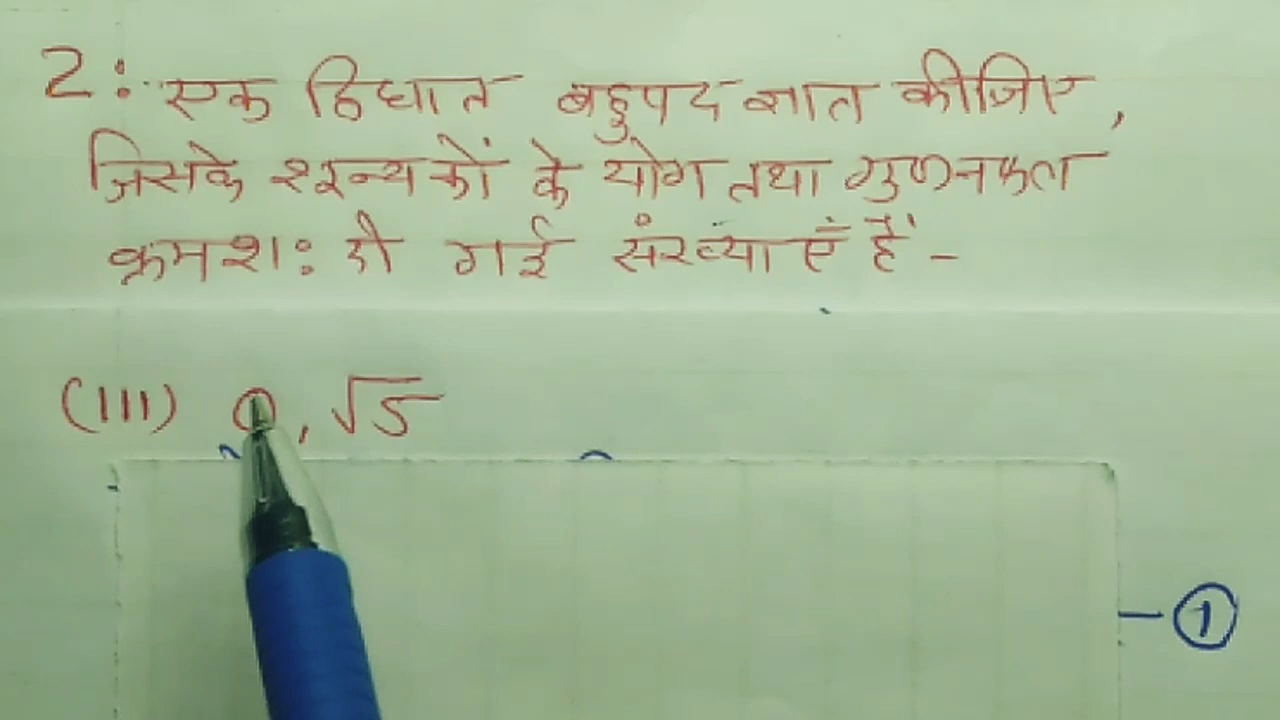 2: एक द्विघात बहुपद ज्ञात कीजिए,
जिसके शून्यकों के योग तथा गुणनफल
क्रमशः दी गई संख्याएँ हैं -
(III) 0, √5
- ①